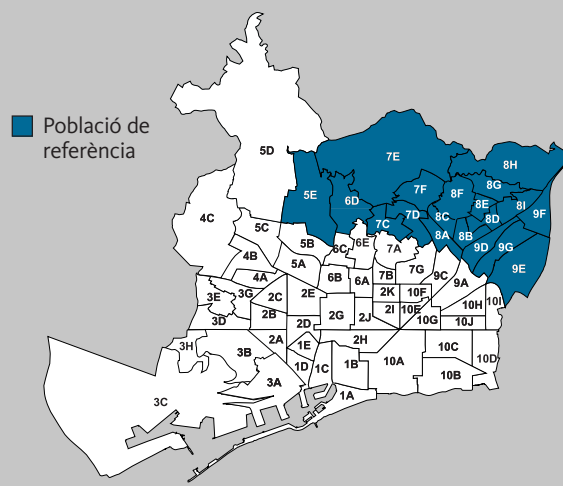 Població de
referència
5D
7E
8H
5E
6D
7F
8F
8G
8E
8I
7C
7D
8C
8D
9F
8A
8B
9D
9G
9E
4C
5C
5B
6C
6E
7A
4B
5A
4A
6B
6A
7B
7G
9C
9A
3E
3G
2C
2E
2K
10F
10H
10I
3D
2B
2G
2J
2I
10E
10G
10J
2D
3H
3B
2A
1E
2H
10C
10D
1D
1C
1B
10A
10B
3C
3A
1A